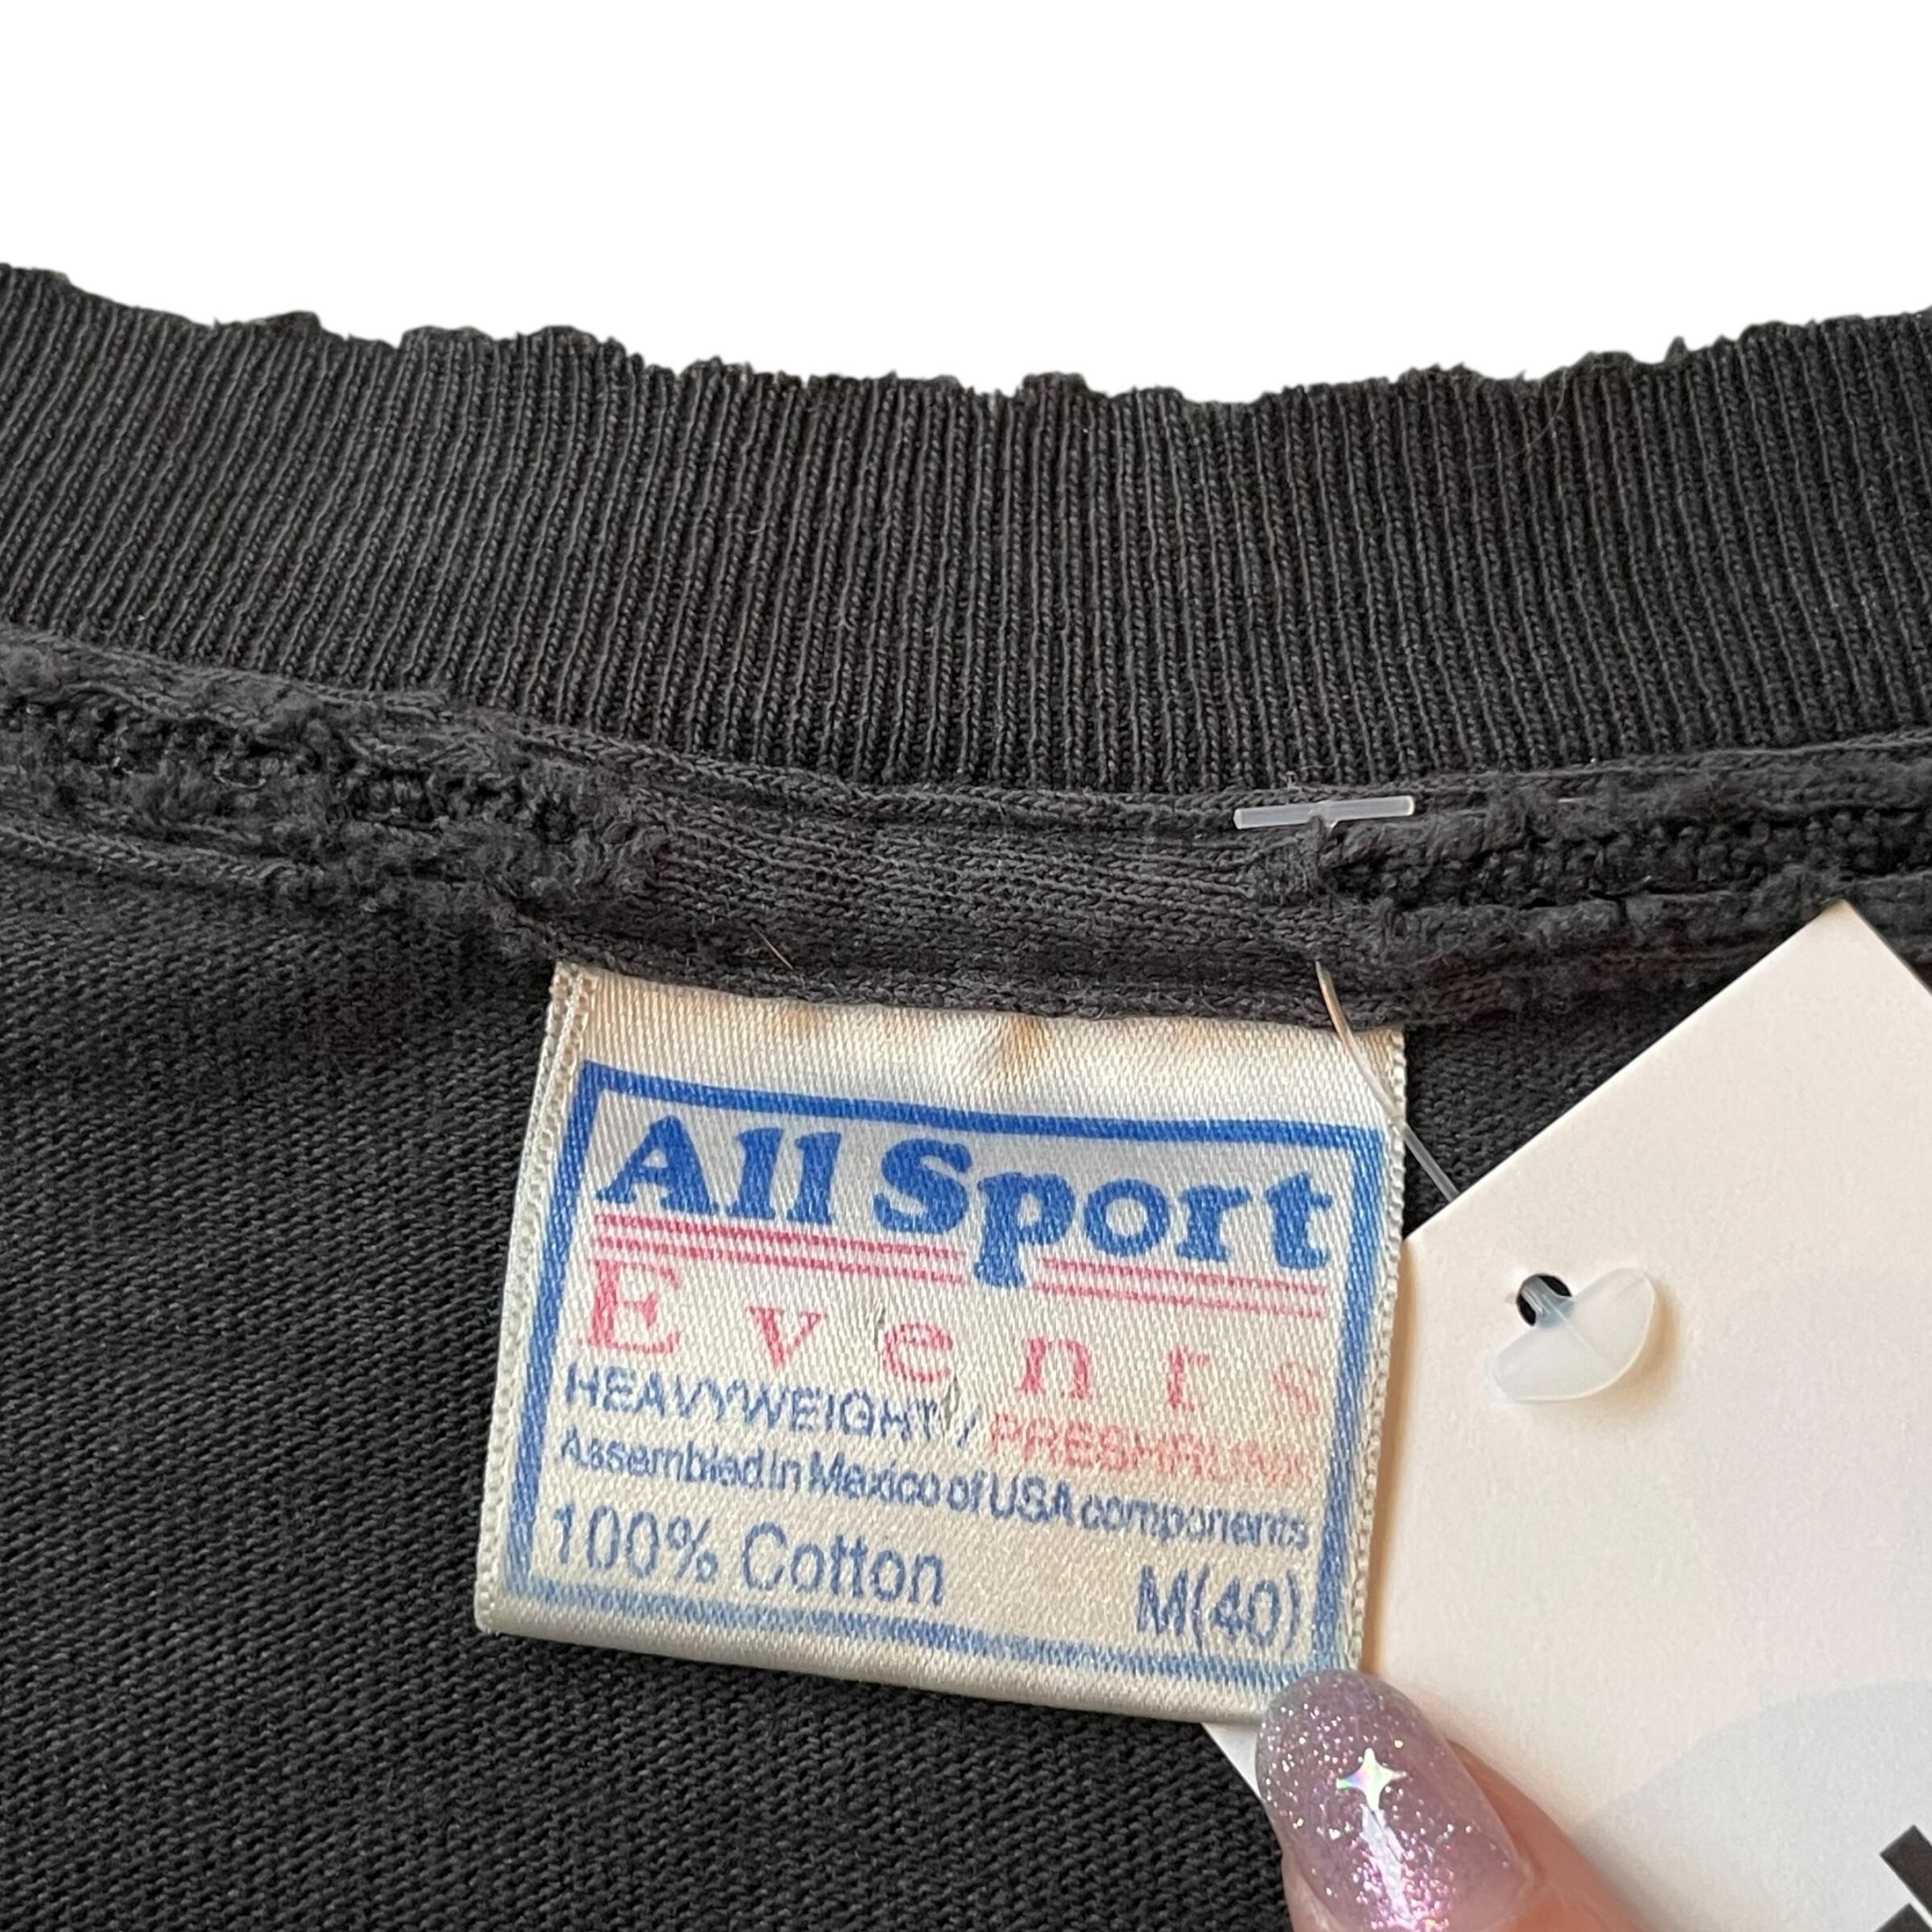 All Sport
Events
HEAVYWEIGHT / PRESHRUNK
Assembled in Mexico of USA components
100% Cotton M(40)